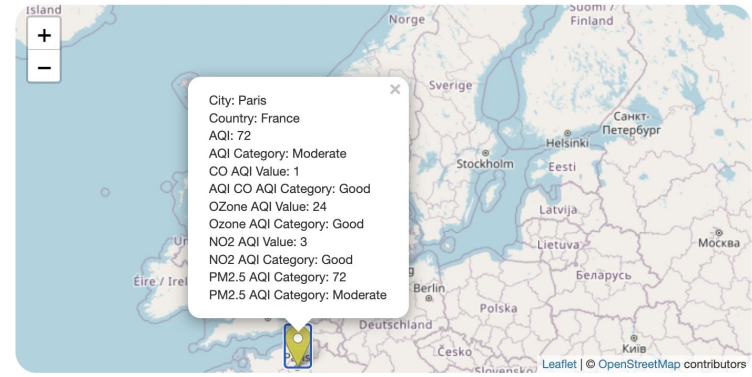 Ísland
Norge
Suomi /
Finland
+
−
Sverige
×
City: Paris
Country: France
AQI: 72
AQI Category: Moderate
CO AQI Value: 1
AQI CO AQI Category: Good
OZone AQI Value: 24
Ozone AQI Category: Good
NO2 AQI Value: 3
NO2 AQI Category: Good
PM2.5 AQI Category: 72
PM2.5 AQI Category: Moderate
Санкт-
Петербург
Helsinki
Stockholm
Eesti
Latvija
Lietuva
Москва
Éire / Irel
Беларусь
Berlin
Polska
Deutschland
Česko
Київ
Slovensko
Leaflet | © OpenStreetMap contributors